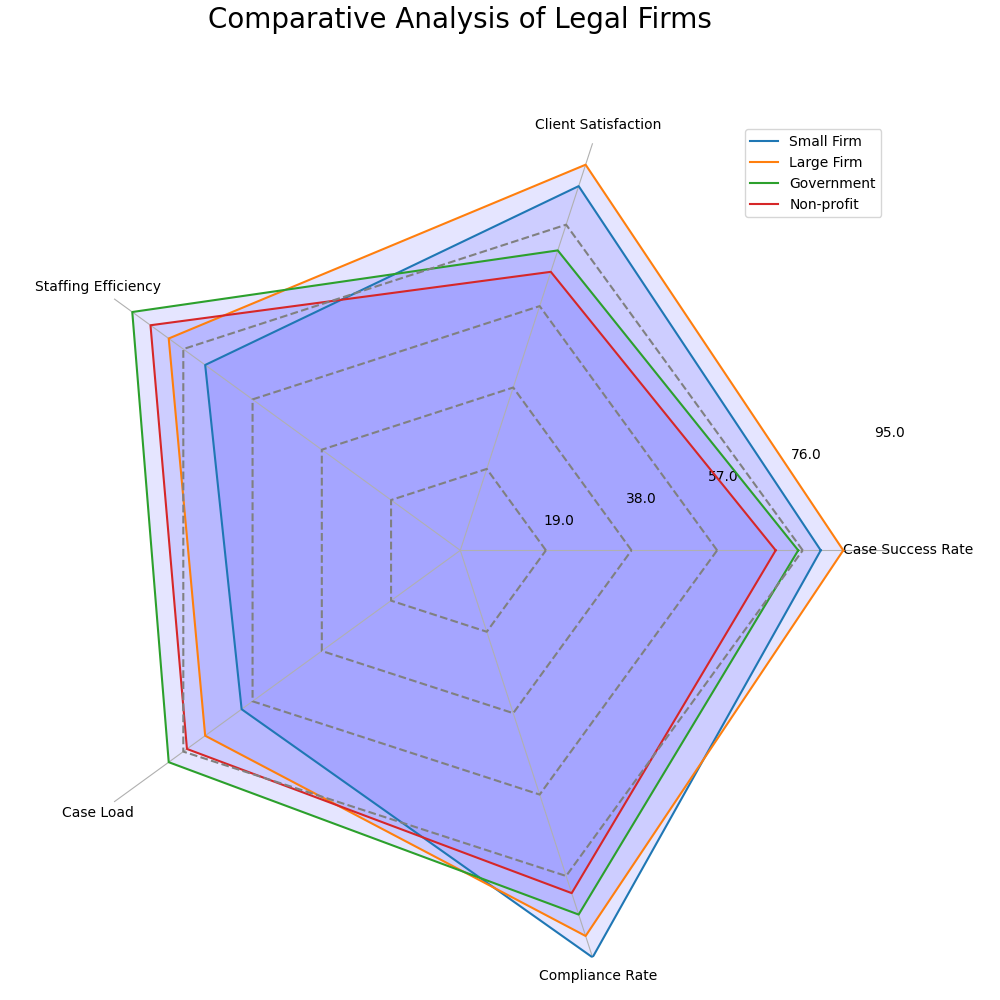 Comparative Analysis of Legal Firms
Client Satisfaction
Small Firm
Large Firm
Government
Non-profit
Staffing Efficiency
95.0
76.0
57.0
38.0
19.0
Case Success Rate
Case Load
Compliance Rate